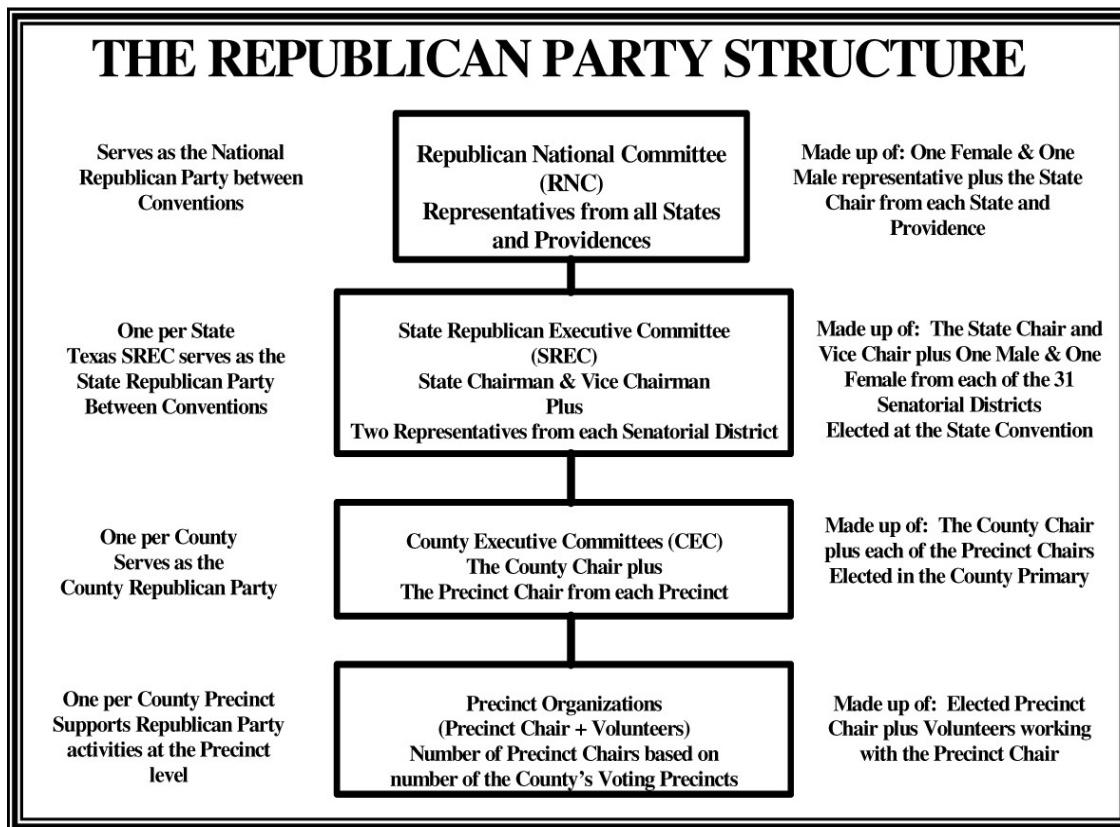 THE REPUBLICAN PARTY STRUCTURE
Serves as the National
Republican Party between
Conventions
Republican National Committee
(RNC)
Representatives from all States
and Providences
Made up of: One Female & One
Male representative plus the State
Chair from each State and
Providence
One per State
Texas SREC serves as the
State Republican Party
Between Conventions
State Republican Executive Committee
(SREC)
State Chairman & Vice Chairman
Plus
Two Representatives from each Senatorial District
Made up of: The State Chair and
Vice Chair plus One Male & One
Female from each of the 31
Senatorial Districts
Elected at the State Convention
One per County
Serves as the
County Republican Party
County Executive Committees (CEC)
The County Chair plus
The Precinct Chair from each Precinct
Made up of: The County Chair
plus each of the Precinct Chairs
Elected in the County Primary
One per County Precinct
Supports Republican Party
activities at the Precinct
level
Precinct Organizations
(Precinct Chair + Volunteers)
Number of Precinct Chairs based on
number of the County’s Voting Precincts
Made up of: Elected Precinct
Chair plus Volunteers working
with the Precinct Chair